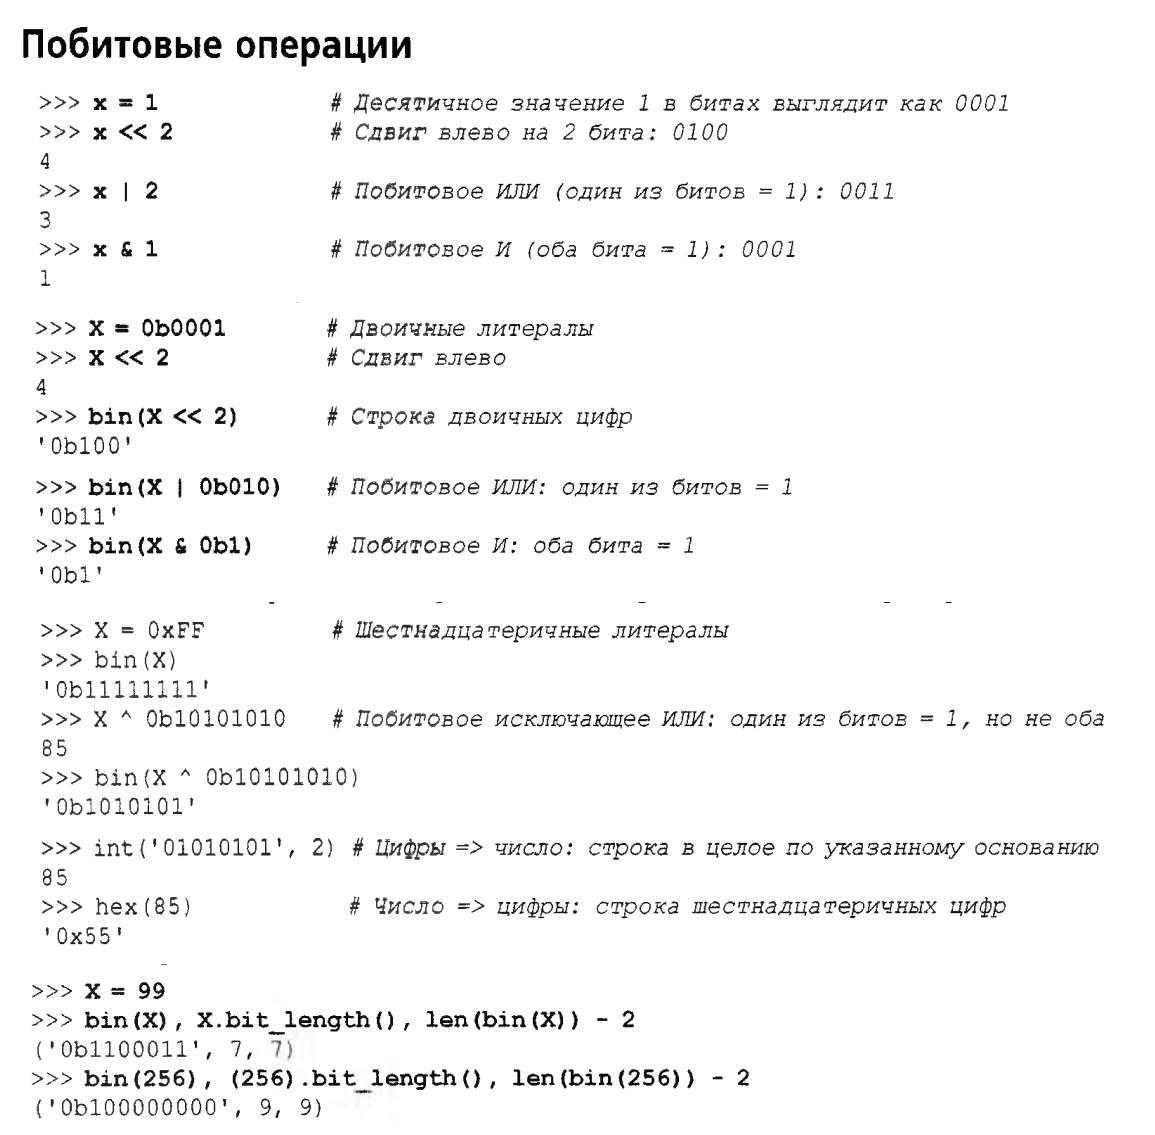 Побитовые операции
>>> x = 1 # Десятичное значение 1 в битах выглядит как 0001
>>> x << 2 # Сдвиг влево на 2 бита: 0100
4
>>> x | 2 # Побитовое ИЛИ (один из битов = 1): 0011
3
>>> x & 1 # Побитовое И (оба бита = 1): 0001
1
>>> X = 0b0001 # Двоичные литералы
>>> X << 2 # Сдвиг влево
4
>>> bin(X << 2) # Строка двоичных цифр
'0b100'
>>> bin(X | 0b010) # Побитовое ИЛИ: один из битов = 1
'0b11'
>>> bin(X & 0b1) # Побитовое И: оба бита = 1
'0b1'
>>> X = 0xFF # Шестнадцатеричные литералы
>>> bin(X)
'0b11111111'
>>> X ^ 0b10101010 # Побитовое исключающее ИЛИ: один из битов = 1, но не оба
85
>>> bin(X ^ 0b10101010)
'0b1010101'
>>> int('01010101', 2) # Цифры => число: строка в целое по указанному основанию
85
>>> hex(85) # Число => цифры: строка шестнадцатеричных цифр
'0x55'
>>> X = 99
>>> bin(X), X.bit_length(), len(bin(X)) - 2
('0b1100011', 7, 7)
>>> bin(256), (256).bit_length(), len(bin(256)) - 2
('0b100000000', 9, 9)